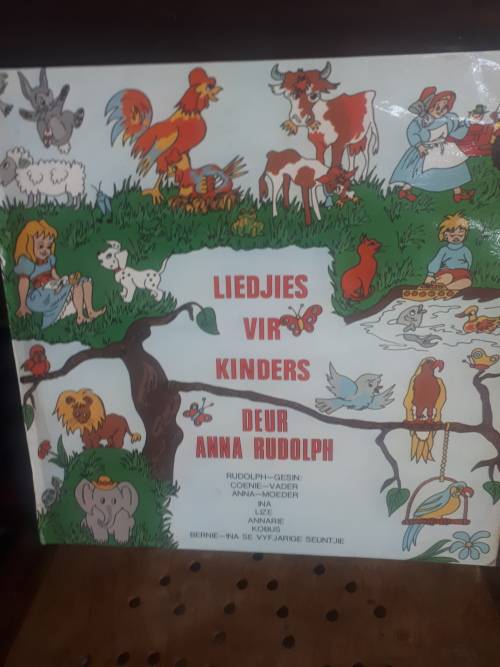 LIEDJIES
VIR
KINDERS
DEUR
ANNA RUDOLPH
RUDOLPH—GESIN:
COENIE—VADER
ANNA—MOEDER
INA
LIZE
ANNARIE
KOBUS
BERNIE—INA SE VYFJARIGE SEUNTJIE